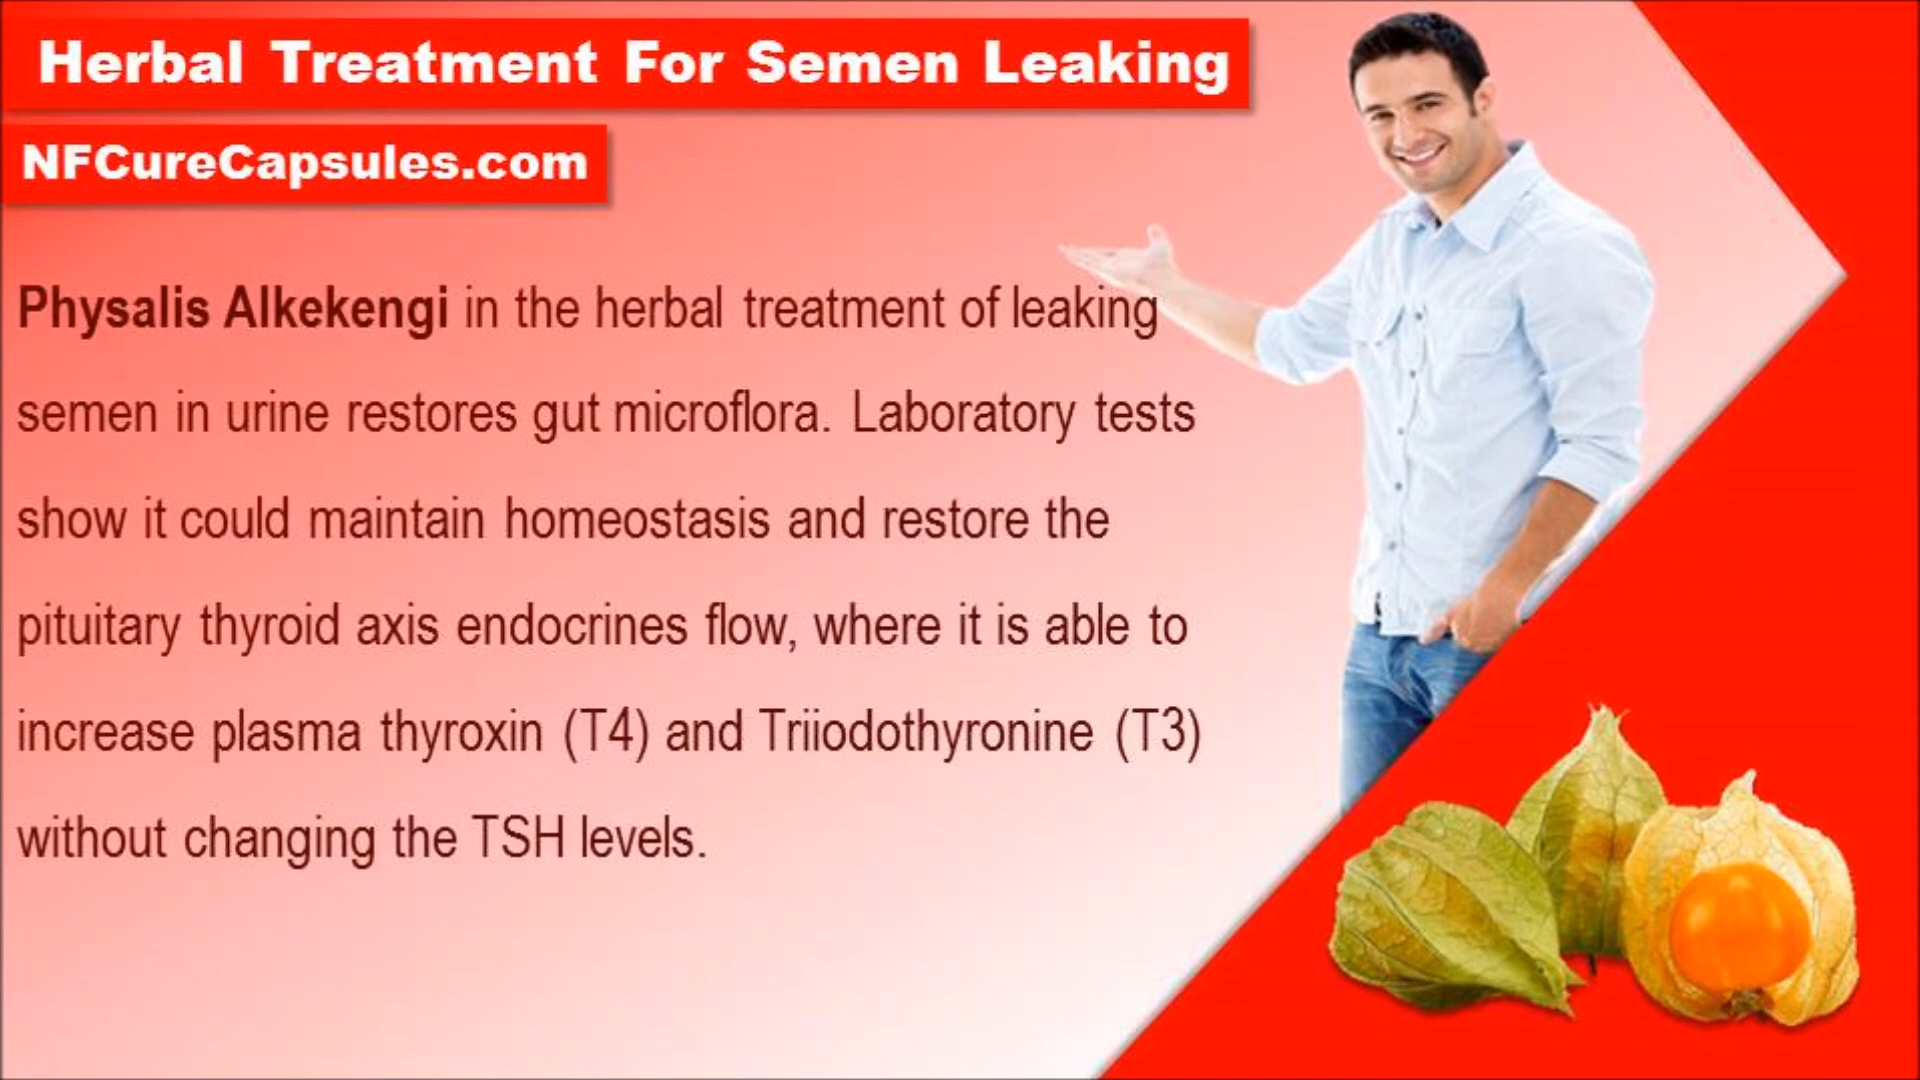 Herbal Treatment For Semen Leaking
NFCureCapsules.com
Physalis Alkekengi in the herbal treatment of leaking
semen in urine restores gut microflora. Laboratory tests
show it could maintain homeostasis and restore the
pituitary thyroid axis endocrines flow, where it is able to
increase plasma thyroxin (T4) and Triiodothyronine (T3)
without changing the TSH levels.